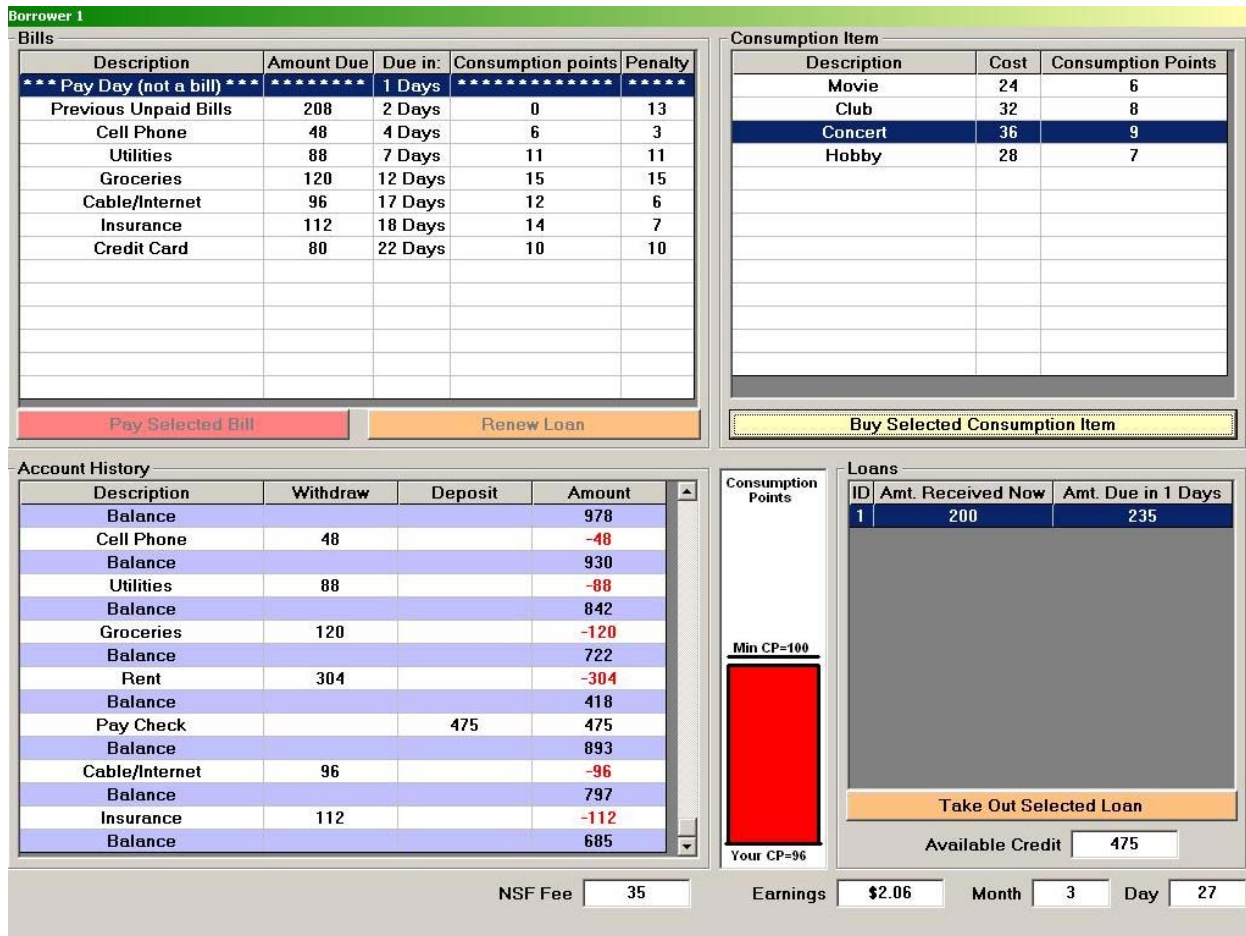 Borrower 1
Bills
Description Amount Due Due in: Consumption points Penalty
* * * Pay Day (not a bill) * * * * * * * * * * * 1 Days * * * * * * * * * * * * * * * * * *
Previous Unpaid Bills 208 2 Days 0 13
Cell Phone 48 4 Days 6 3
Utilities 88 7 Days 11 11
Groceries 120 12 Days 15 15
Cable/Internet 96 17 Days 12 6
Insurance 112 18 Days 14 7
Credit Card 80 22 Days 10 10
Pay Selected Bill Renew Loan
Consumption Item
Description Cost Consumption Points
Movie 24 6
Club 32 8
Concert 36 9
Hobby 28 7
Buy Selected Consumption Item
Account History
Description Withdraw Deposit Amount
Balance 978
Cell Phone 48 -48
Balance 930
Utilities 88 -88
Balance 842
Groceries 120 -120
Balance 722
Rent 304 -304
Balance 418
Pay Check 475 475
Balance 893
Cable/Internet 96 -96
Balance 797
Insurance 112 -112
Balance 685
Consumption
Points
Min CP=100
Your CP=96
Loans
ID Amt. Received Now Amt. Due in 1 Days
1 200 235
Take Out Selected Loan
Available Credit 475
NSF Fee 35 Earnings $2.06 Month 3 Day 27